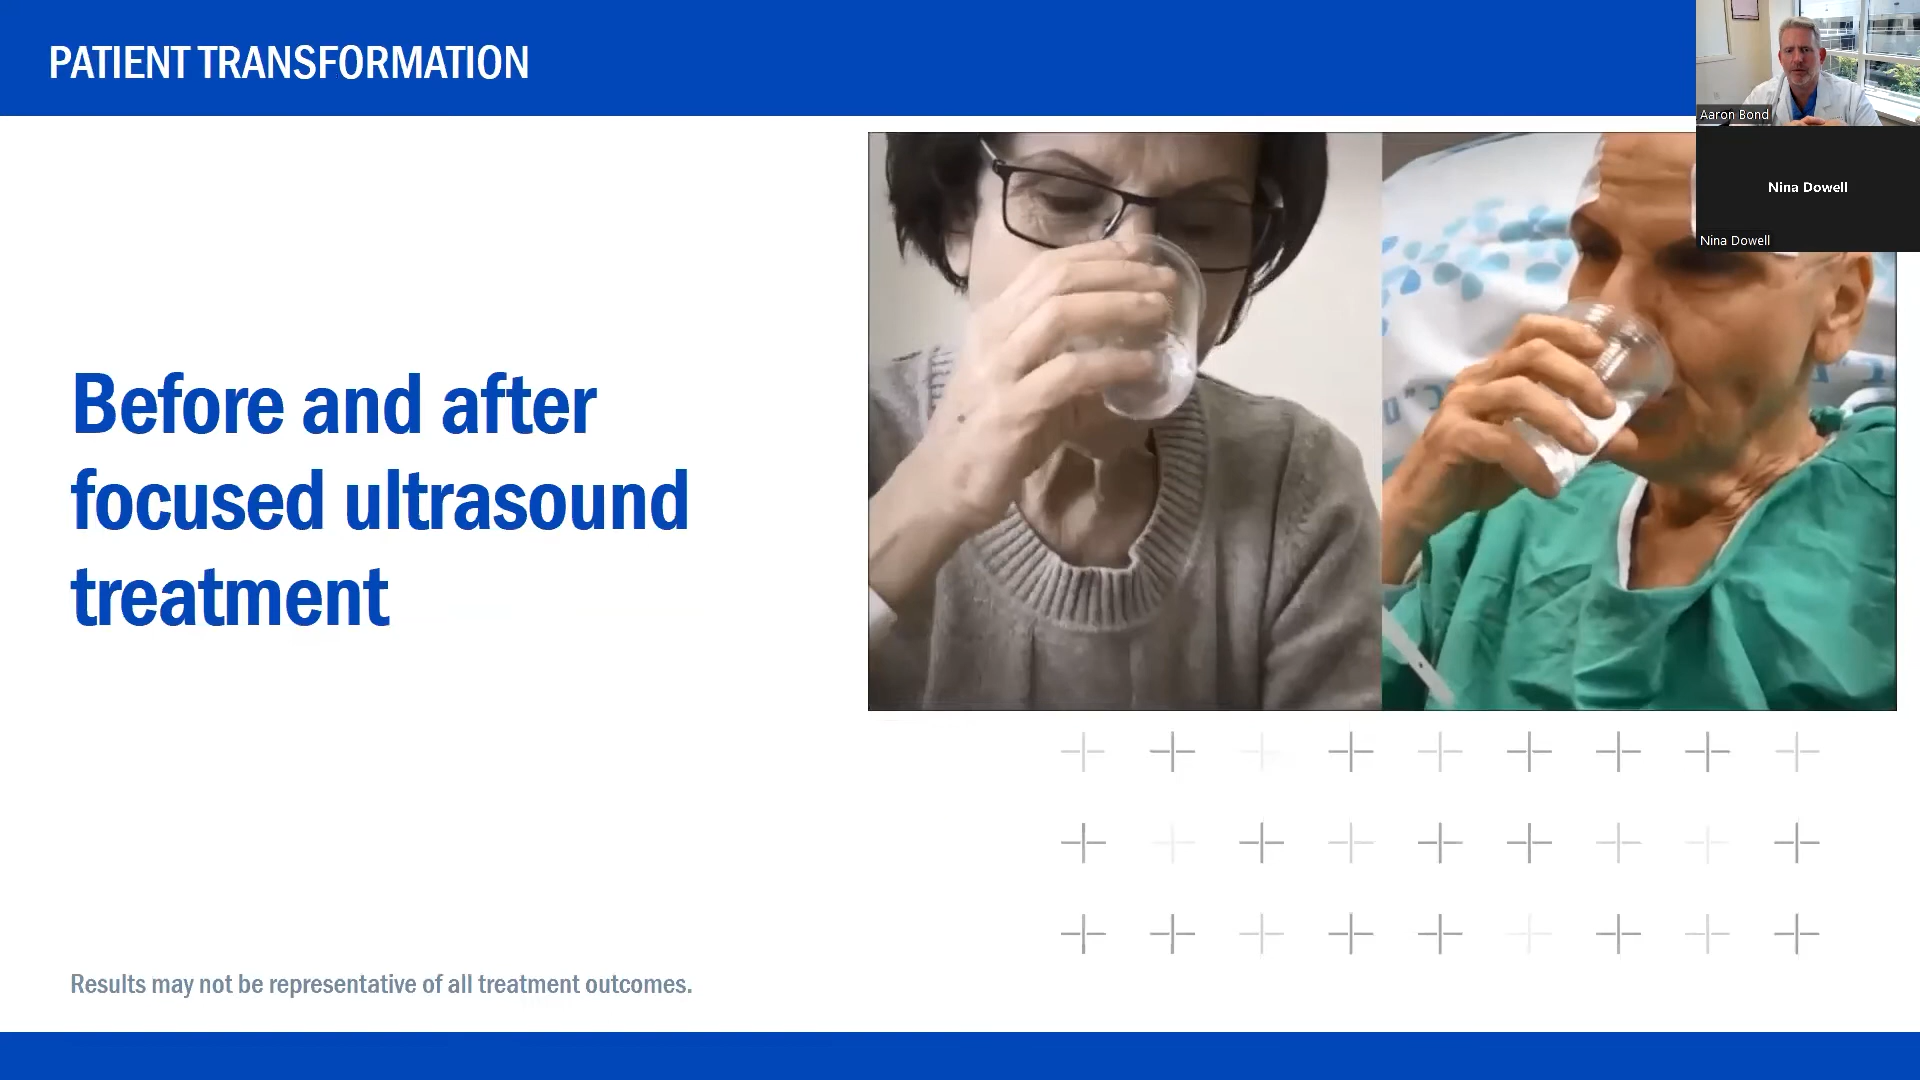 PATIENT TRANSFORMATION
Aaron Bond
Nina Dowell
Nina Dowell
Before and after
focused ultrasound
treatment
Results may not be representative of all treatment outcomes.